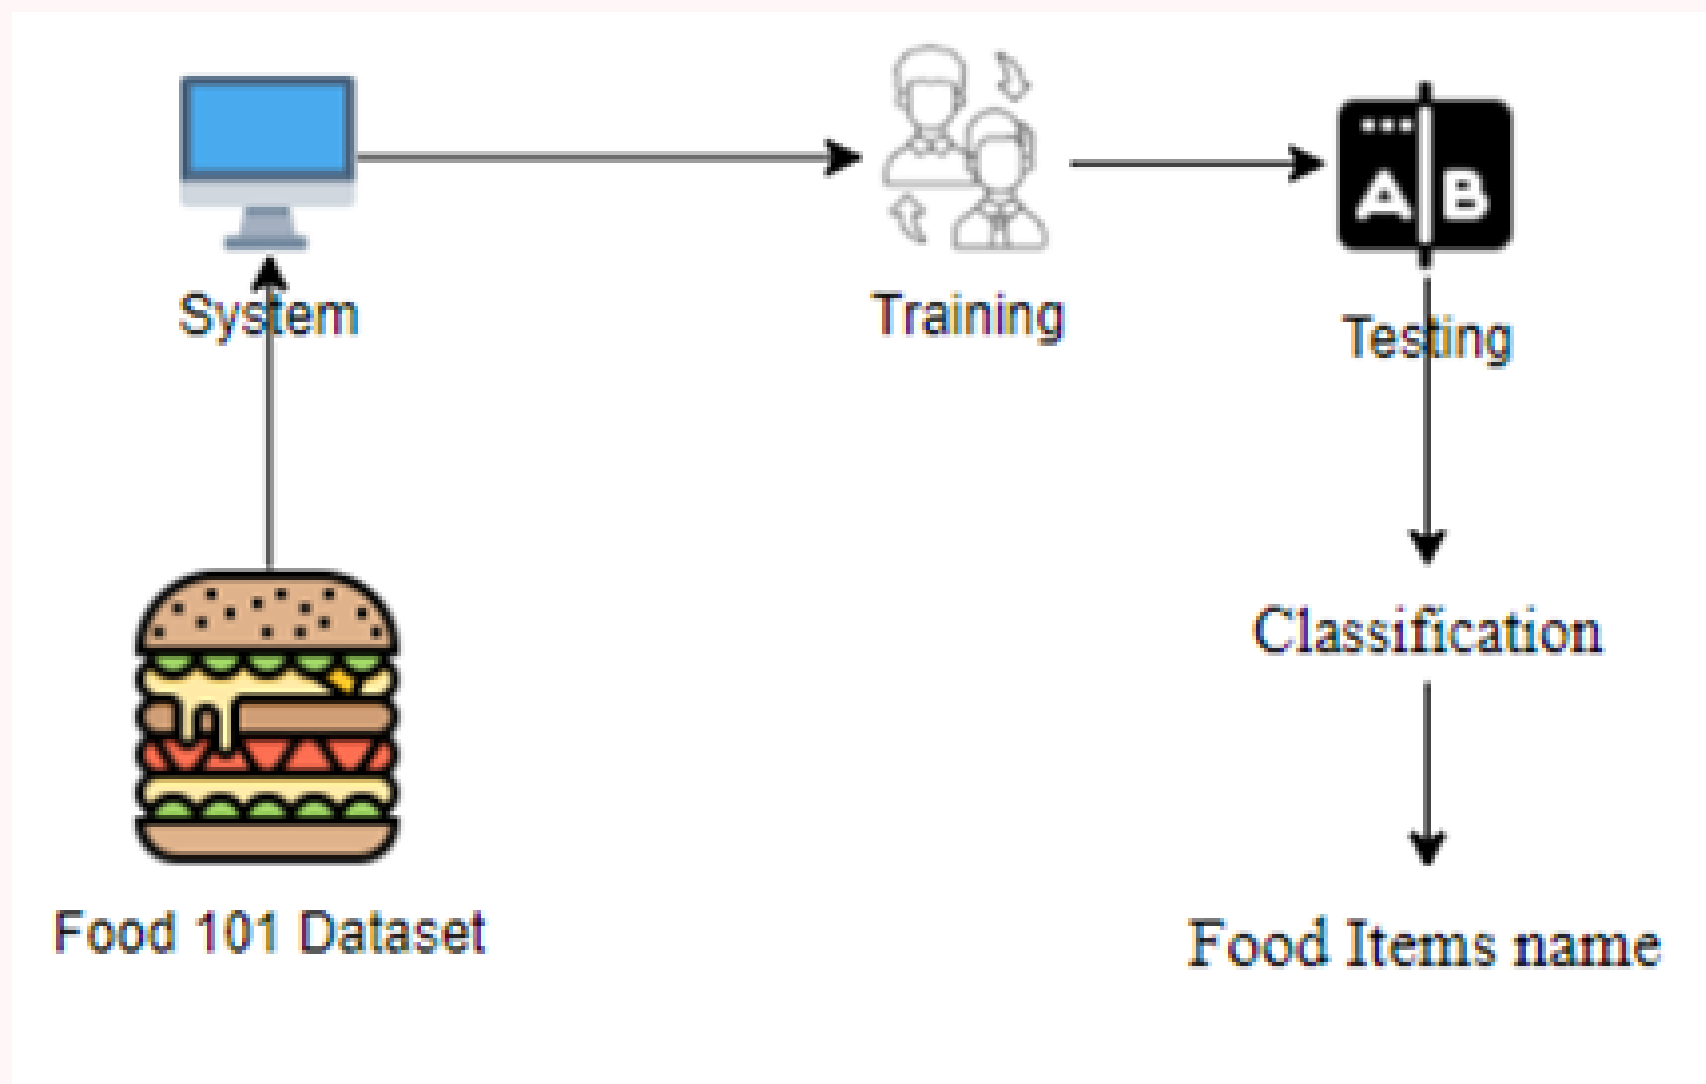 A B
System
Training
Testing
Classification
Food 101 Dataset
Food Items name